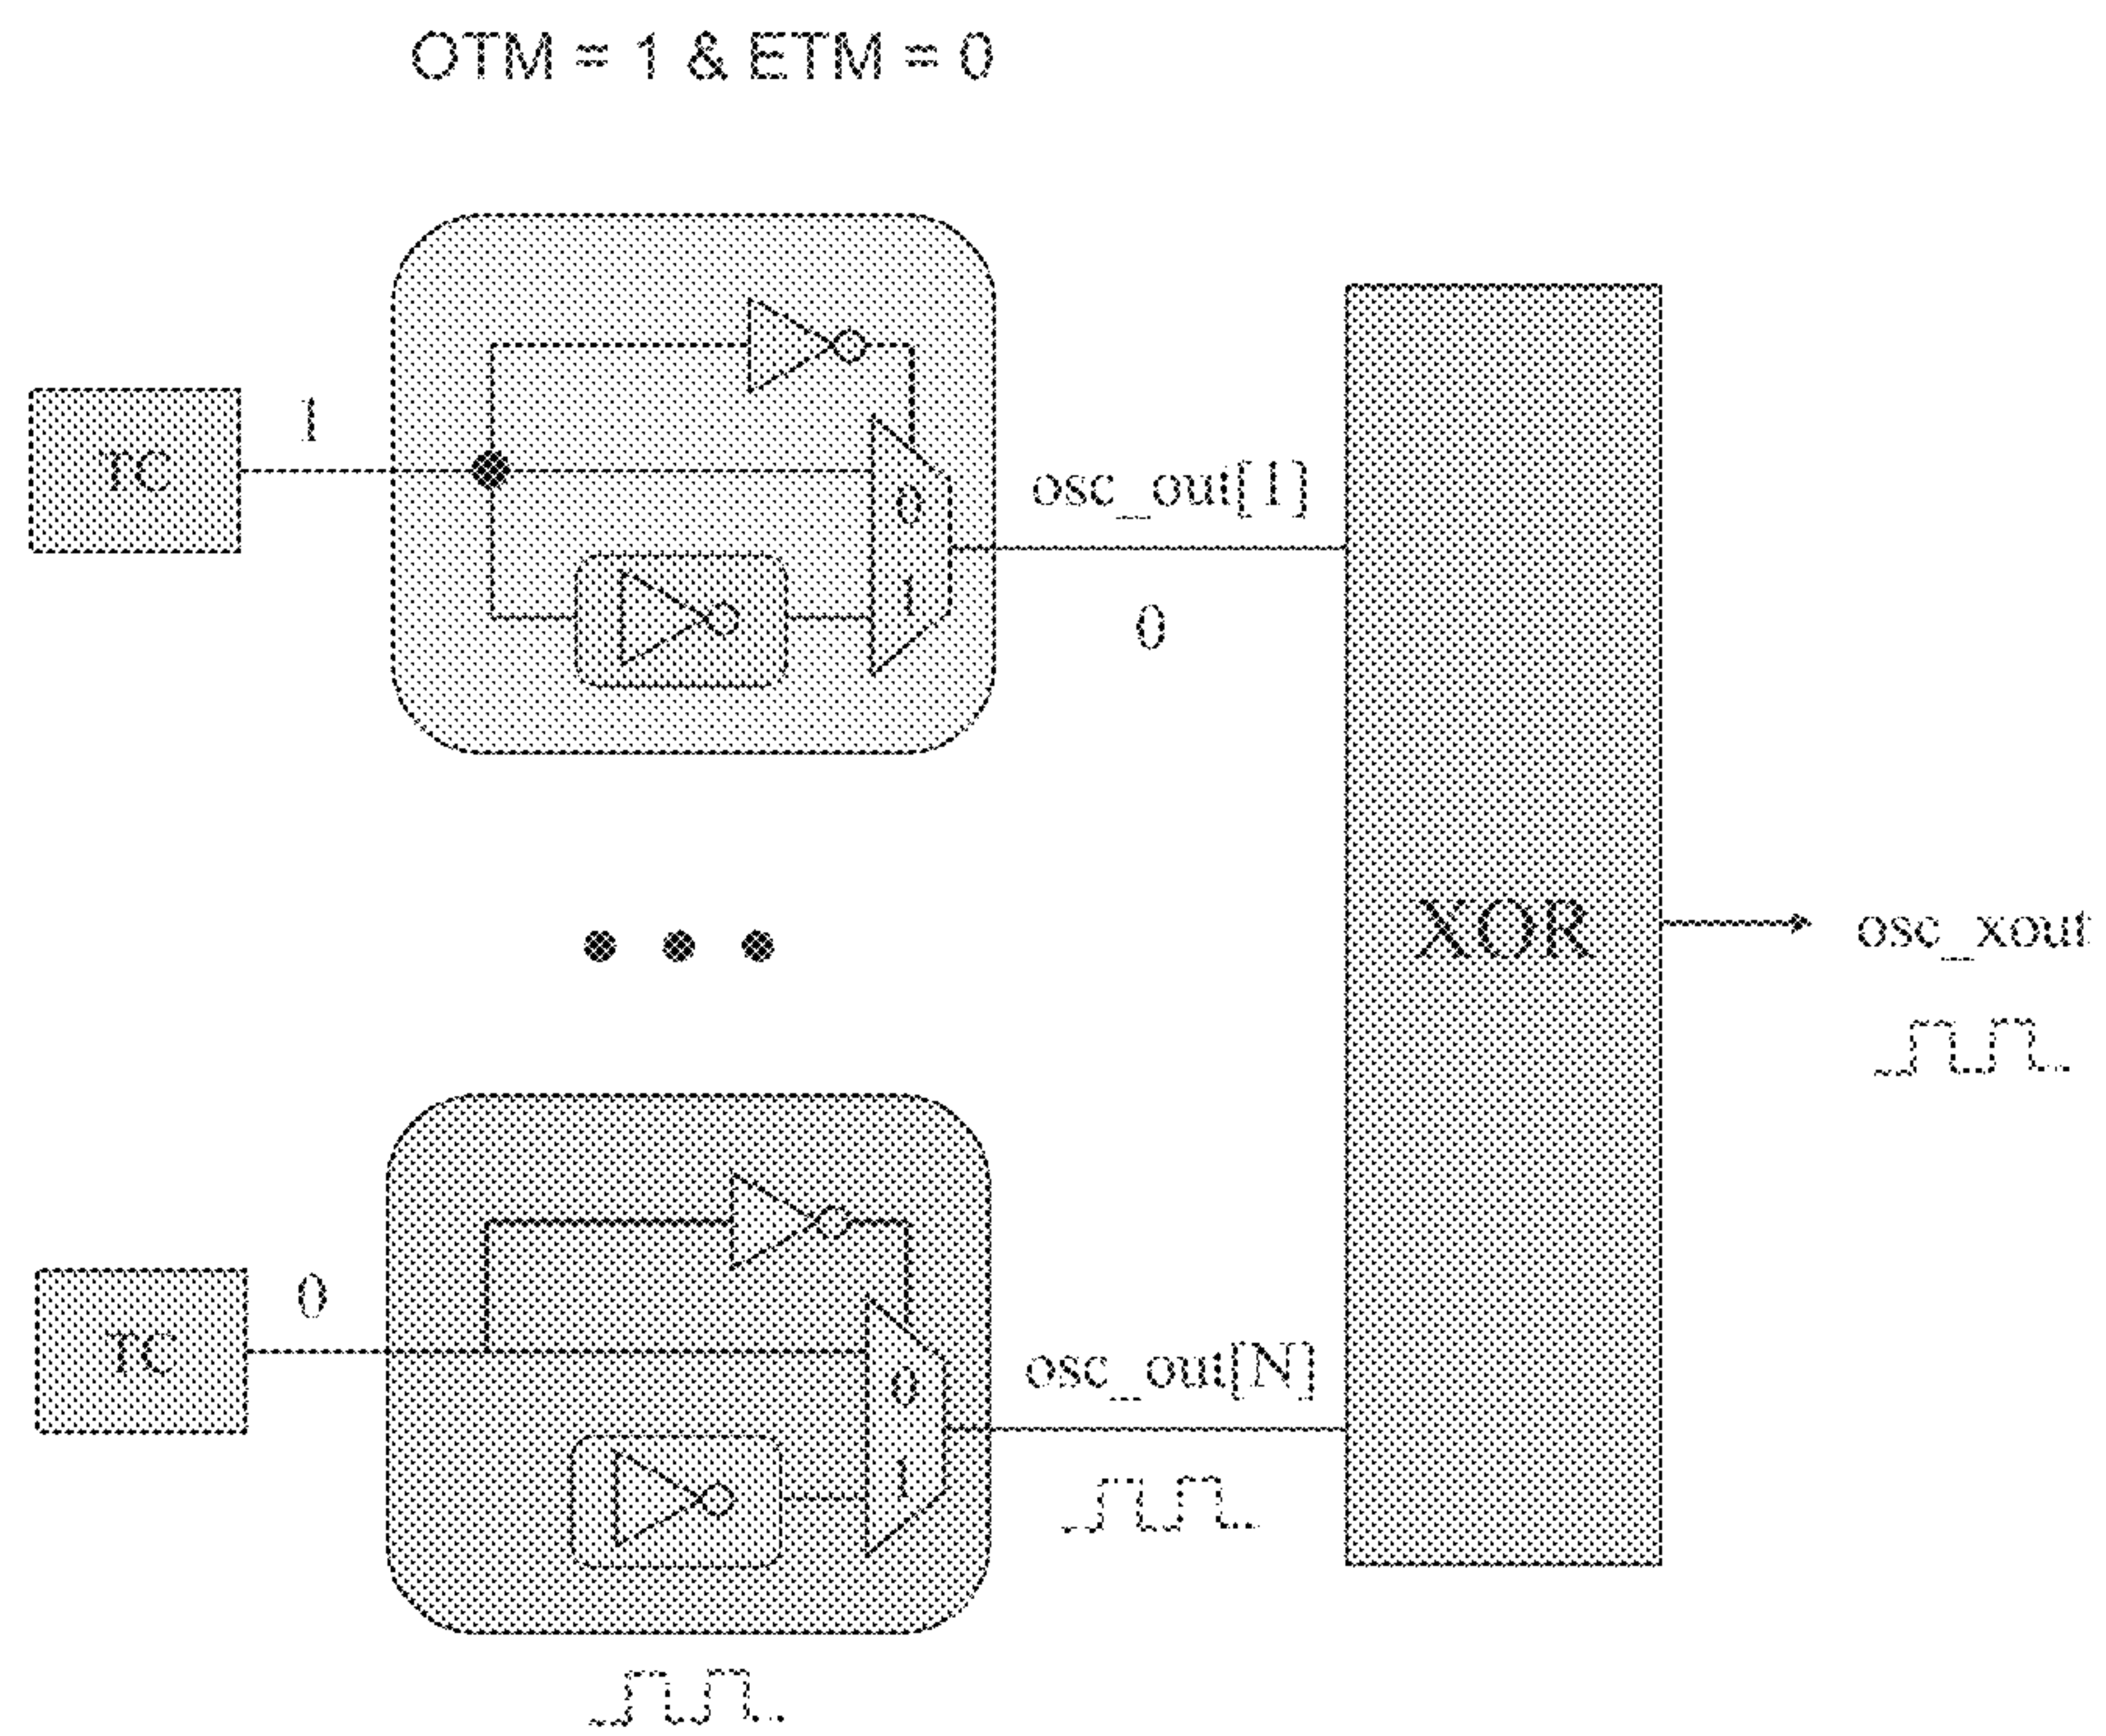 OTM = 1 & ETM = 0
TC
1
0
1
osc_out[1]
0
XOR
osc_xout
TC
0
0
1
osc_out[N]